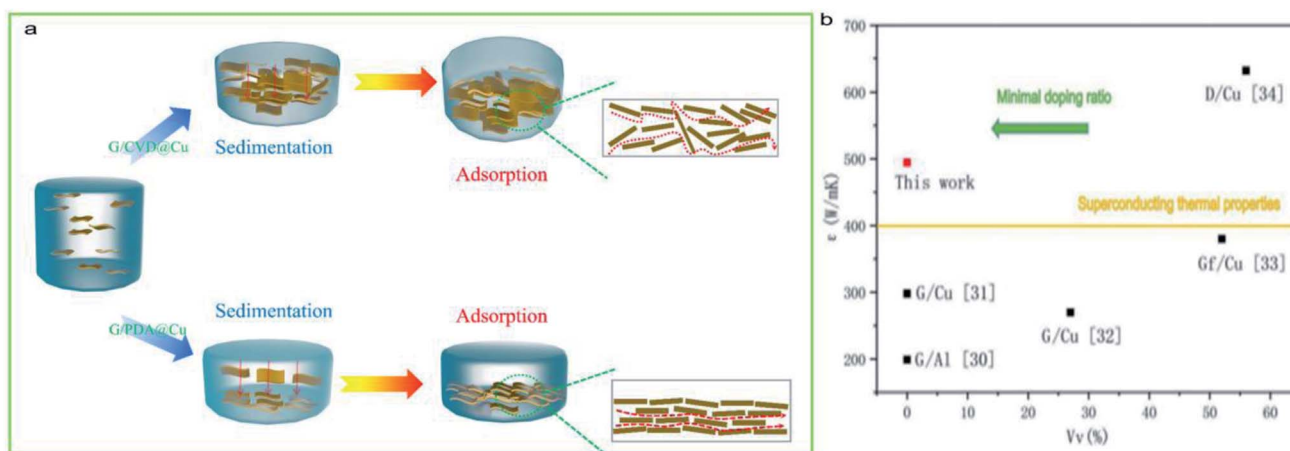 a
G/CVD@Cu
Sedimentation
Adsorption
G/PDA@Cu
Sedimentation
Adsorption
b
700
600
500
400
300
200
ε (W/mK)
0
10
20
30
40
50
60
Vv(%)
Minimal doping ratio
D/Cu [34]
This work
Superconducting thermal properties
Gf/Cu [33]
G/Cu [31]
G/Cu [32]
G/Al [30]